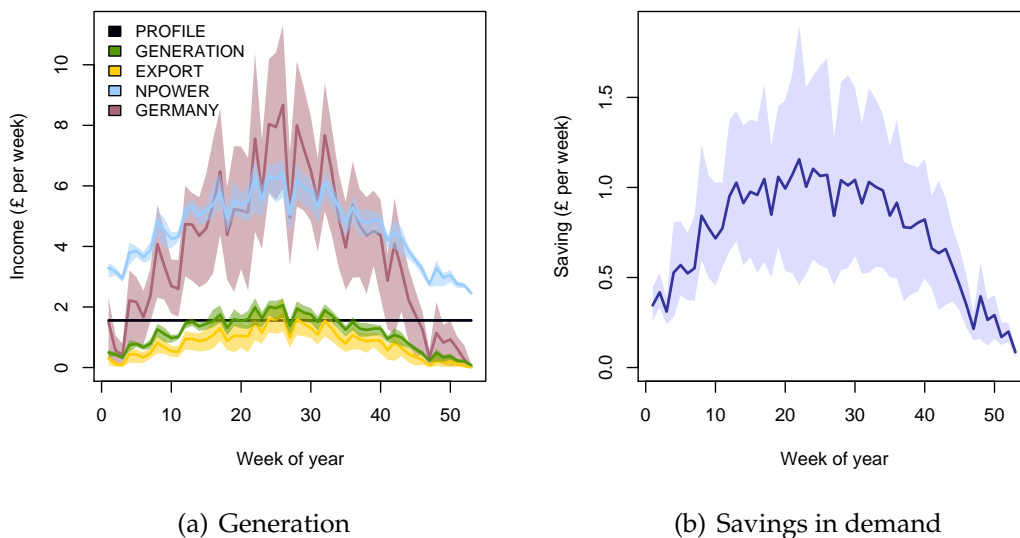 PROFILE
GENERATION
EXPORT
NPOWER
GERMANY
Income (£ per week)
0 2 4 6 8 10
0 10 20 30 40 50
Week of year
(a) Generation
Saving (£ per week)
0.0 0.5 1.0 1.5
0 10 20 30 40 50
Week of year
(b) Savings in demand